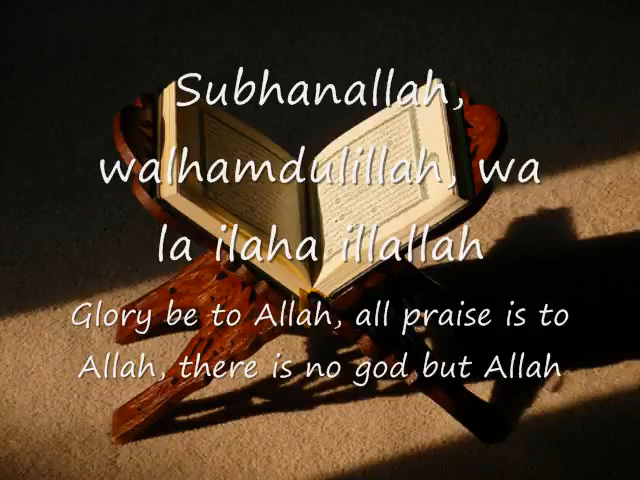 Subhanallah,
walhamdulillah, wa
la ilaha illallah
Glory be to Allah, all praise is to
Allah, there is no god but Allah